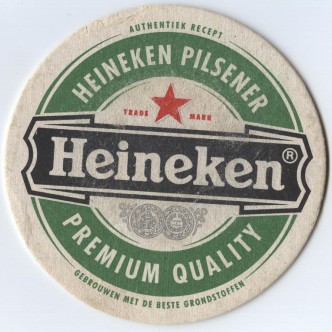 AUTHENTIEK RECEPT
HEINEKEN PILSENER
TRADE MARK
Heineken®
PREMIUM QUALITY
GEBROUWEN MET DE BESTE GRONDSTOFFEN